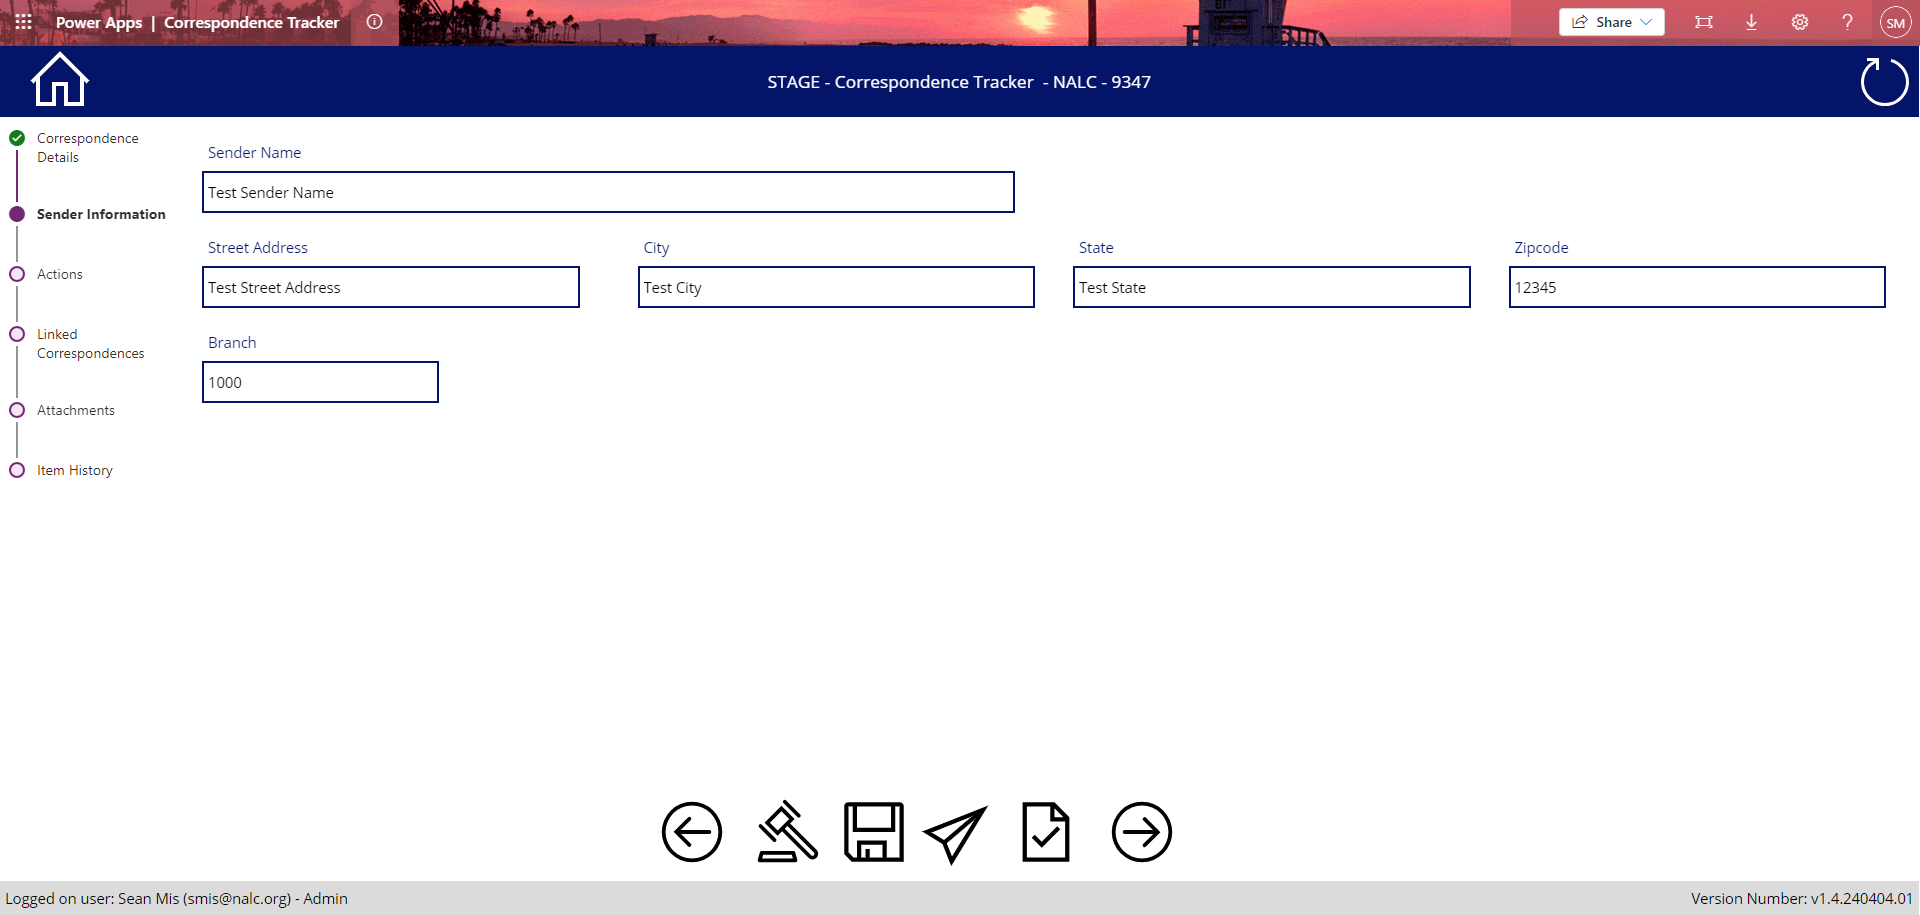 Power Apps | Correspondence Tracker
Share
SM
STAGE - Correspondence Tracker - NALC - 9347
Correspondence
Details
Sender Information
Actions
Linked
Correspondences
Attachments
Item History
Sender Name
Test Sender Name
Street Address
City
State
Zipcode
Test Street Address
Test City
Test State
12345
Branch
1000
Logged on user: Sean Mis (smis@nalc.org) - Admin
Version Number: v1.4.240404.01